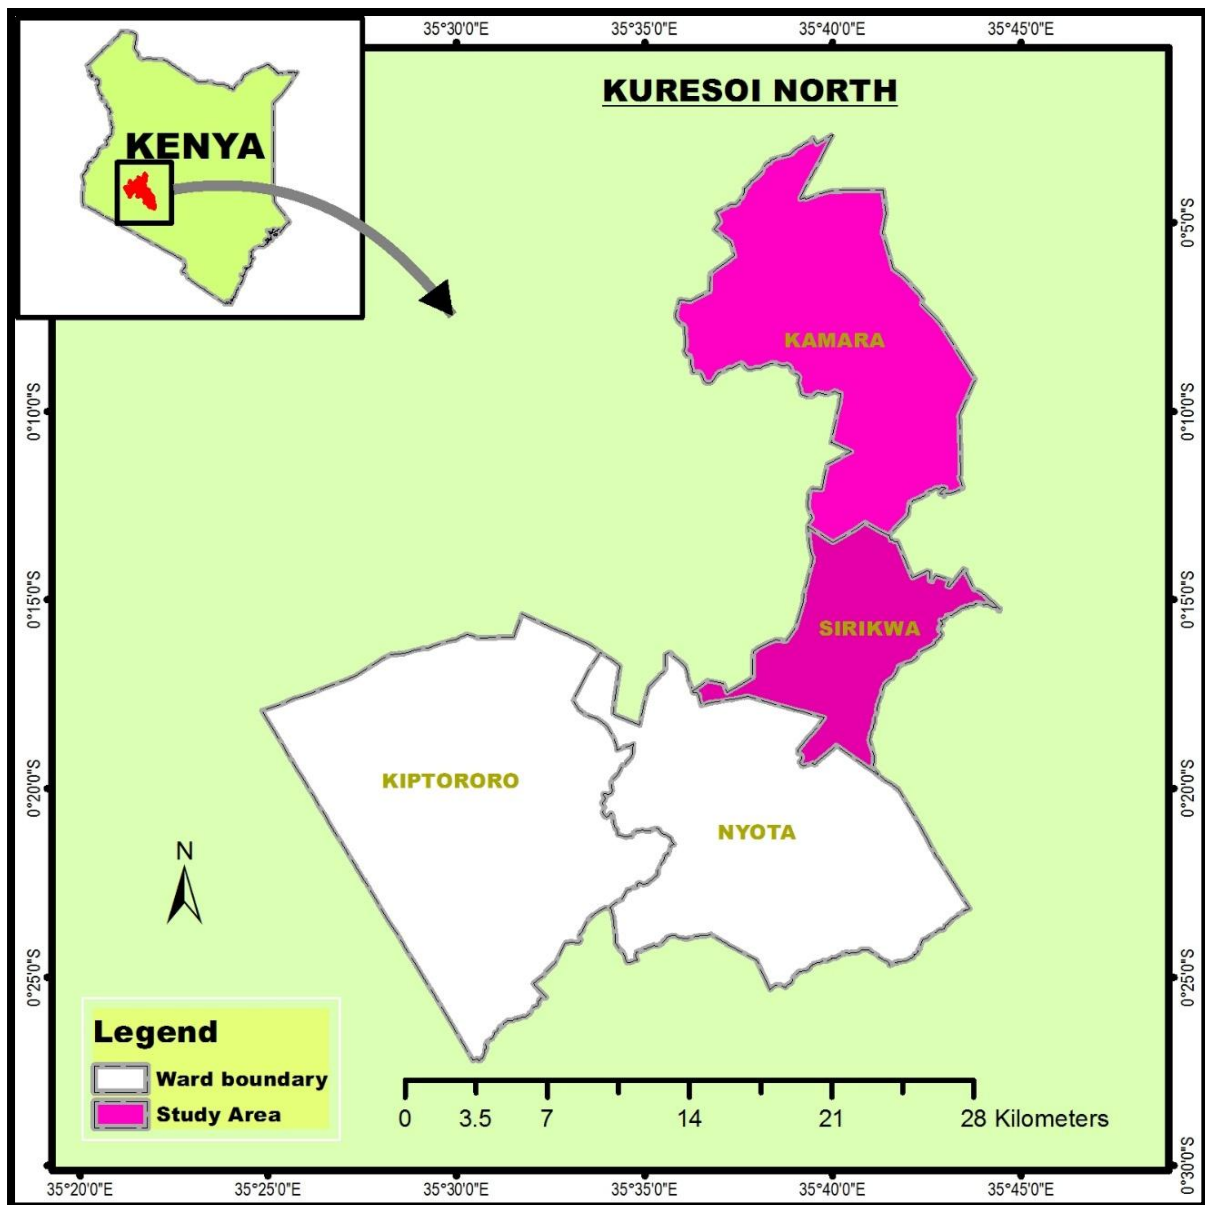 35°30'0"E 35°35'0"E 35°40'0"E 35°45'0"E
KENYA
KURESOI NORTH
KAMARA
SIRIKWA
KIPTORORO
NYOTA
N
0°5'0"S
0°10'0"S
0°15'0"S
0°20'0"S
0°25'0"S
0°5'0"S
0°10'0"S
0°15'0"S
0°20'0"S
0°25'0"S
0°30'0"S
Legend
Ward boundary
Study Area
0 3.5 7 14 21 28 Kilometers
35°20'0"E 35°25'0"E 35°30'0"E 35°35'0"E 35°40'0"E 35°45'0"E